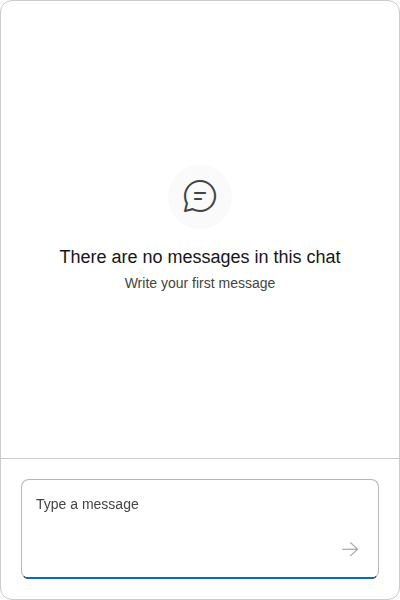 There are no messages in this chat
Write your first message
Type a message